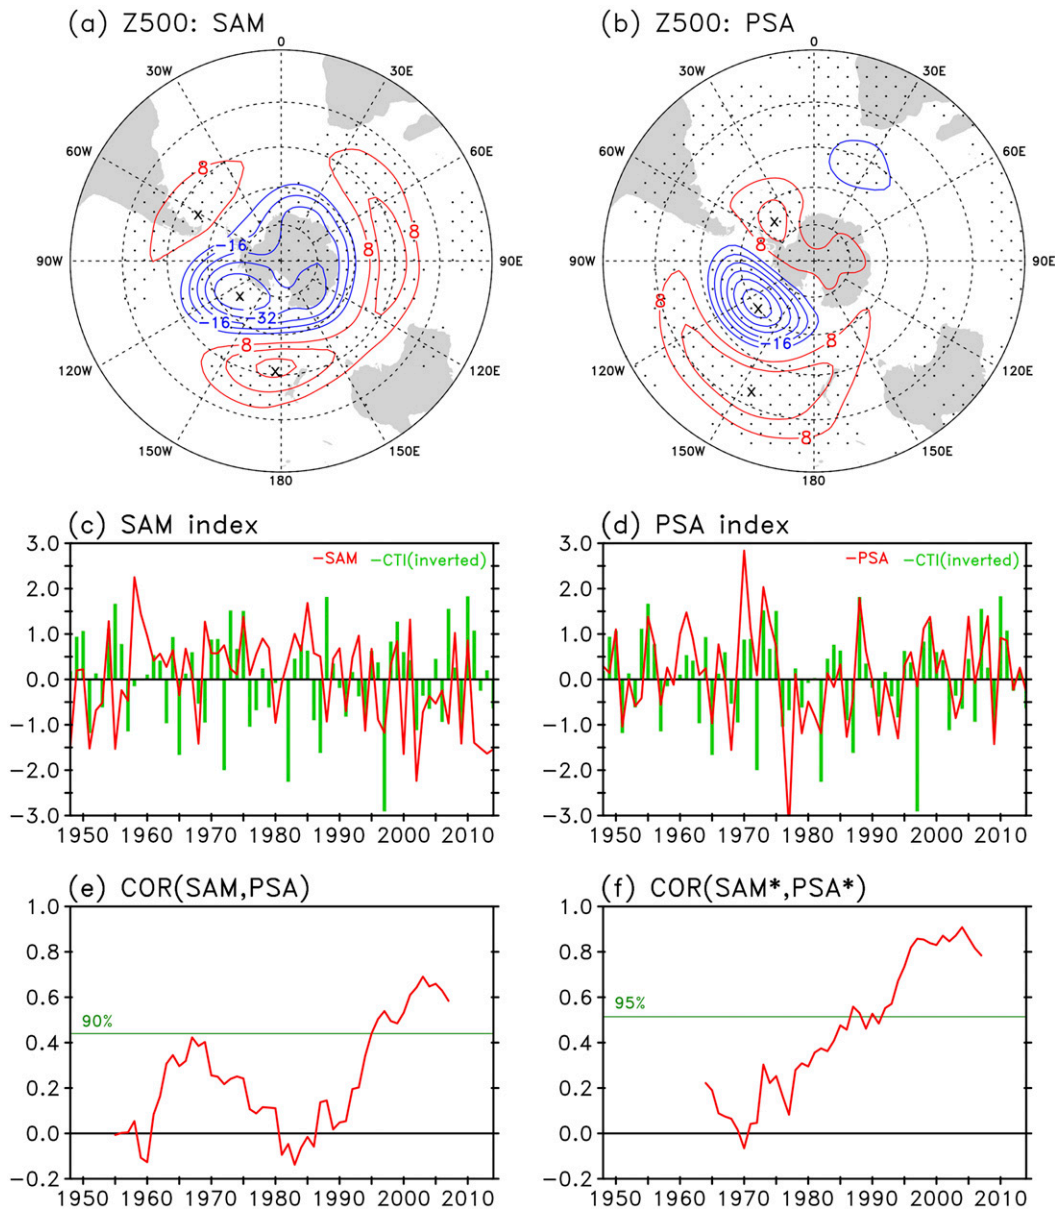 (a) Z500: SAM
(b) Z500: PSA
0
30W 30E
60W 60E
90W 90E
120W 120E
150W 150E
180
8
-16
8
8
-16
-32
8
0
30W 30E
60W 60E
90W 90E
120W 120E
150W 150E
180
8
8
-16
8
8
x x x
x x x
(c) SAM index
(d) PSA index
3.0
2.0
1.0
0.0
-1.0
-2.0
-3.0
-SAM -CTI(inverted)
1950 1960 1970 1980 1990 2000 2010
3.0
2.0
1.0
0.0
-1.0
-2.0
-3.0
-PSA -CTI(inverted)
1950 1960 1970 1980 1990 2000 2010
(e) COR(SAM,PSA)
(f) COR(SAM*,PSA*)
1.0
0.8
0.6
0.4
0.2
0.0
-0.2
90%
1950 1960 1970 1980 1990 2000 2010
1.0
0.8
0.6
0.4
0.2
0.0
-0.2
95%
1950 1960 1970 1980 1990 2000 2010